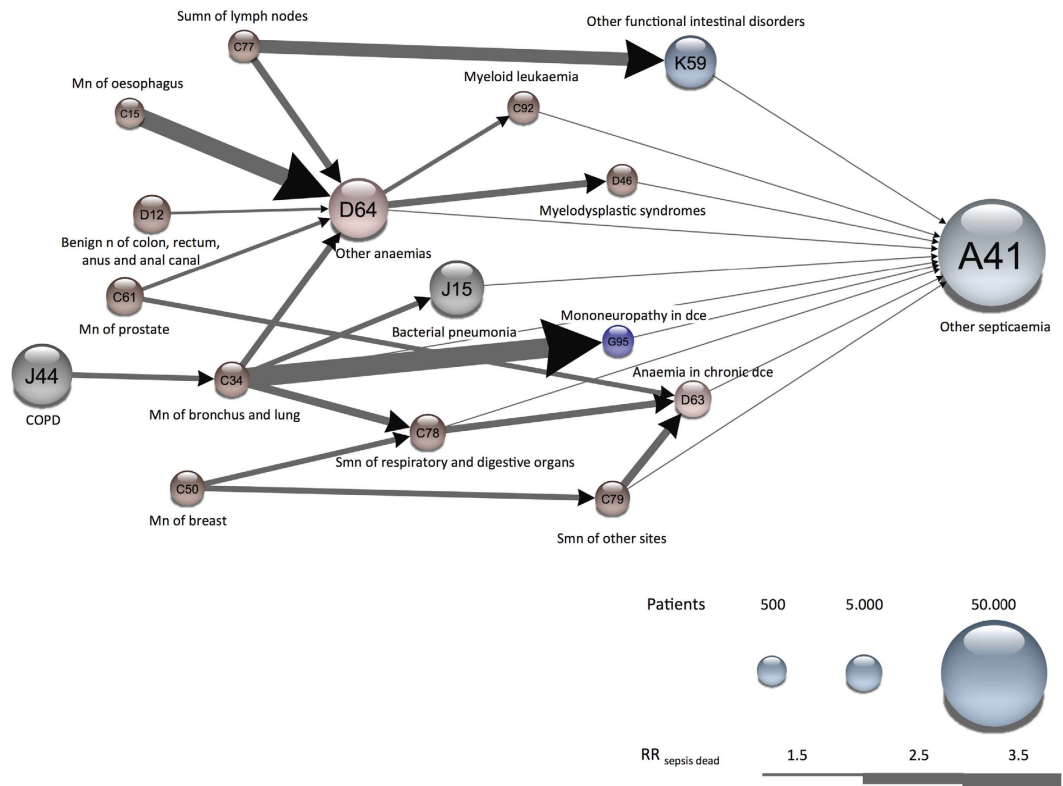 Sumn of lymph nodes
C77
Other functional intestinal disorders
K59
Mn of oesophagus
C15
Myeloid leukaemia
C92
D46
Myelodysplastic syndromes
D12
D64
Benign n of colon, rectum,
anus and anal canal
Other anaemias
A41
Other septicaemia
C61
Mn of prostate
J15
Bacterial pneumonia
Mononeuropathy in dce
G95
J44
COPD
C34
Mn of bronchus and lung
Anaemia in chronic dce
D63
C78
Smn of respiratory and digestive organs
C50
Mn of breast
C79
Smn of other sites
Patients 500 5.000 50.000
RR sepsis dead 1.5 2.5 3.5